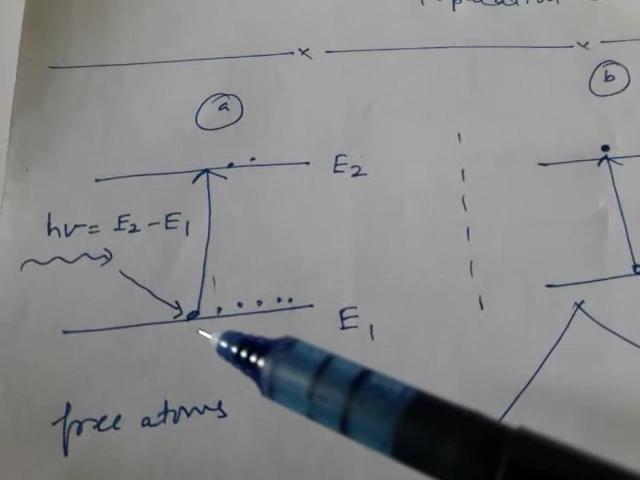 a
b
E2
hν = E2 - E1
E1
free atoms